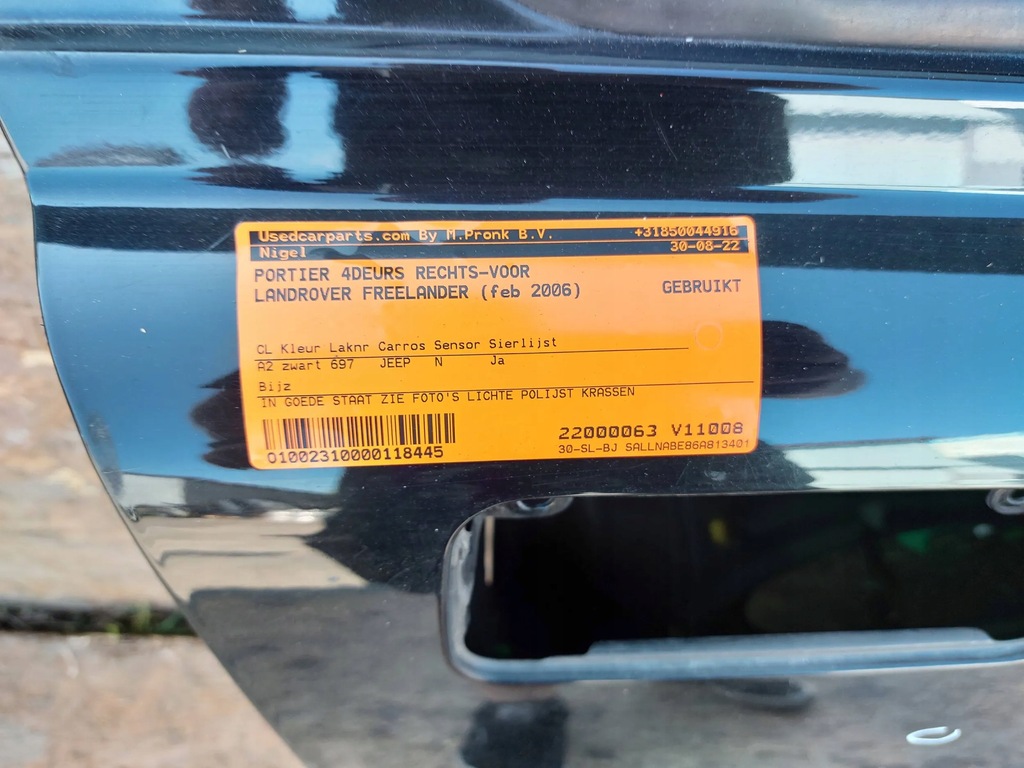 Usedcarparts.com By M.Pronk B.V. +31850044916
Nigel 30-08-22
PORTIER 4DEURS RECHTS-VOOR
LANDROVER FREELANDER (feb 2006) GEBRUIKT
CL Kleur Laknr Carros Sensor Sierlijst
A2 zwart 697 JEEP N Ja
Bijz
IN GOEDE STAAT ZIE FOTO'S LICHTE POLIJST KRASSEN
01002310000118445
22000063 V11008
30-SL-BJ SALLNABE86A813401